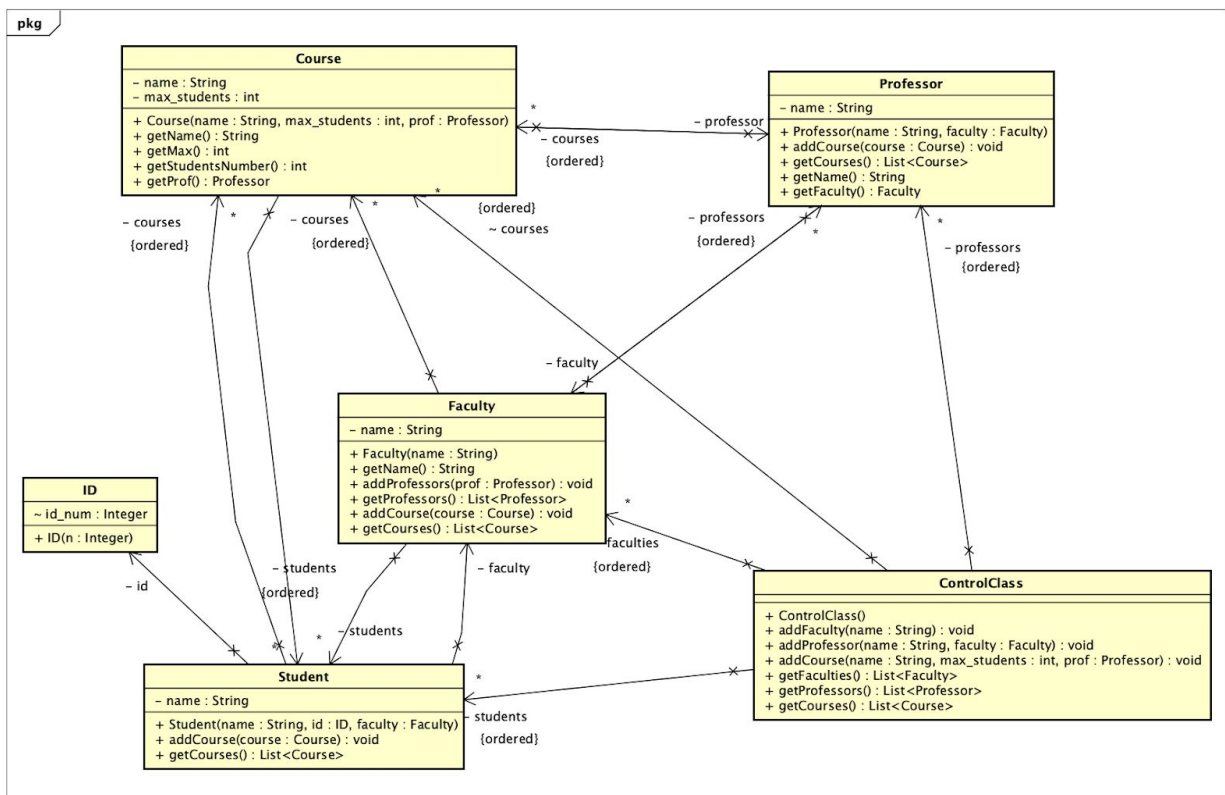 pkg
Course
– name : String
– max_students : int
+ Course(name : String, max_students : int, prof : Professor)
+ getName() : String
+ getMax() : int
+ getStudentsNumber() : int
+ getProf() : Professor
Professor
– name : String
+ Professor(name : String, faculty : Faculty)
+ addCourse(course : Course) : void
+ getCourses() : List<Course>
+ getName() : String
+ getFaculty() : Faculty
*
– courses
{ordered}
– professor
– courses
*
{ordered}
– courses
*
{ordered}
*
{ordered}
~ courses
– professors
{ordered}
*
*
– professors
{ordered}
– faculty
Faculty
– name : String
+ Faculty(name : String)
+ getName() : String
+ addProfessors(prof : Professor) : void
+ getProfessors() : List<Professor>
+ addCourse(course : Course) : void
+ getCourses() : List<Course>
ID
~ id_num : Integer
+ ID(n : Integer)
– id
– students
{ordered}
*
*
– students
*
– faculty
*
– faculties
{ordered}
ControlClass
+ ControlClass()
+ addFaculty(name : String) : void
+ addProfessor(name : String, faculty : Faculty) : void
+ addCourse(name : String, max_students : int, prof : Professor) : void
+ getFaculties() : List<Faculty>
+ getProfessors() : List<Professor>
+ getCourses() : List<Course>
Student
– name : String
+ Student(name : String, id : ID, faculty : Faculty)
+ addCourse(course : Course) : void
+ getCourses() : List<Course>
*
– students
{ordered}